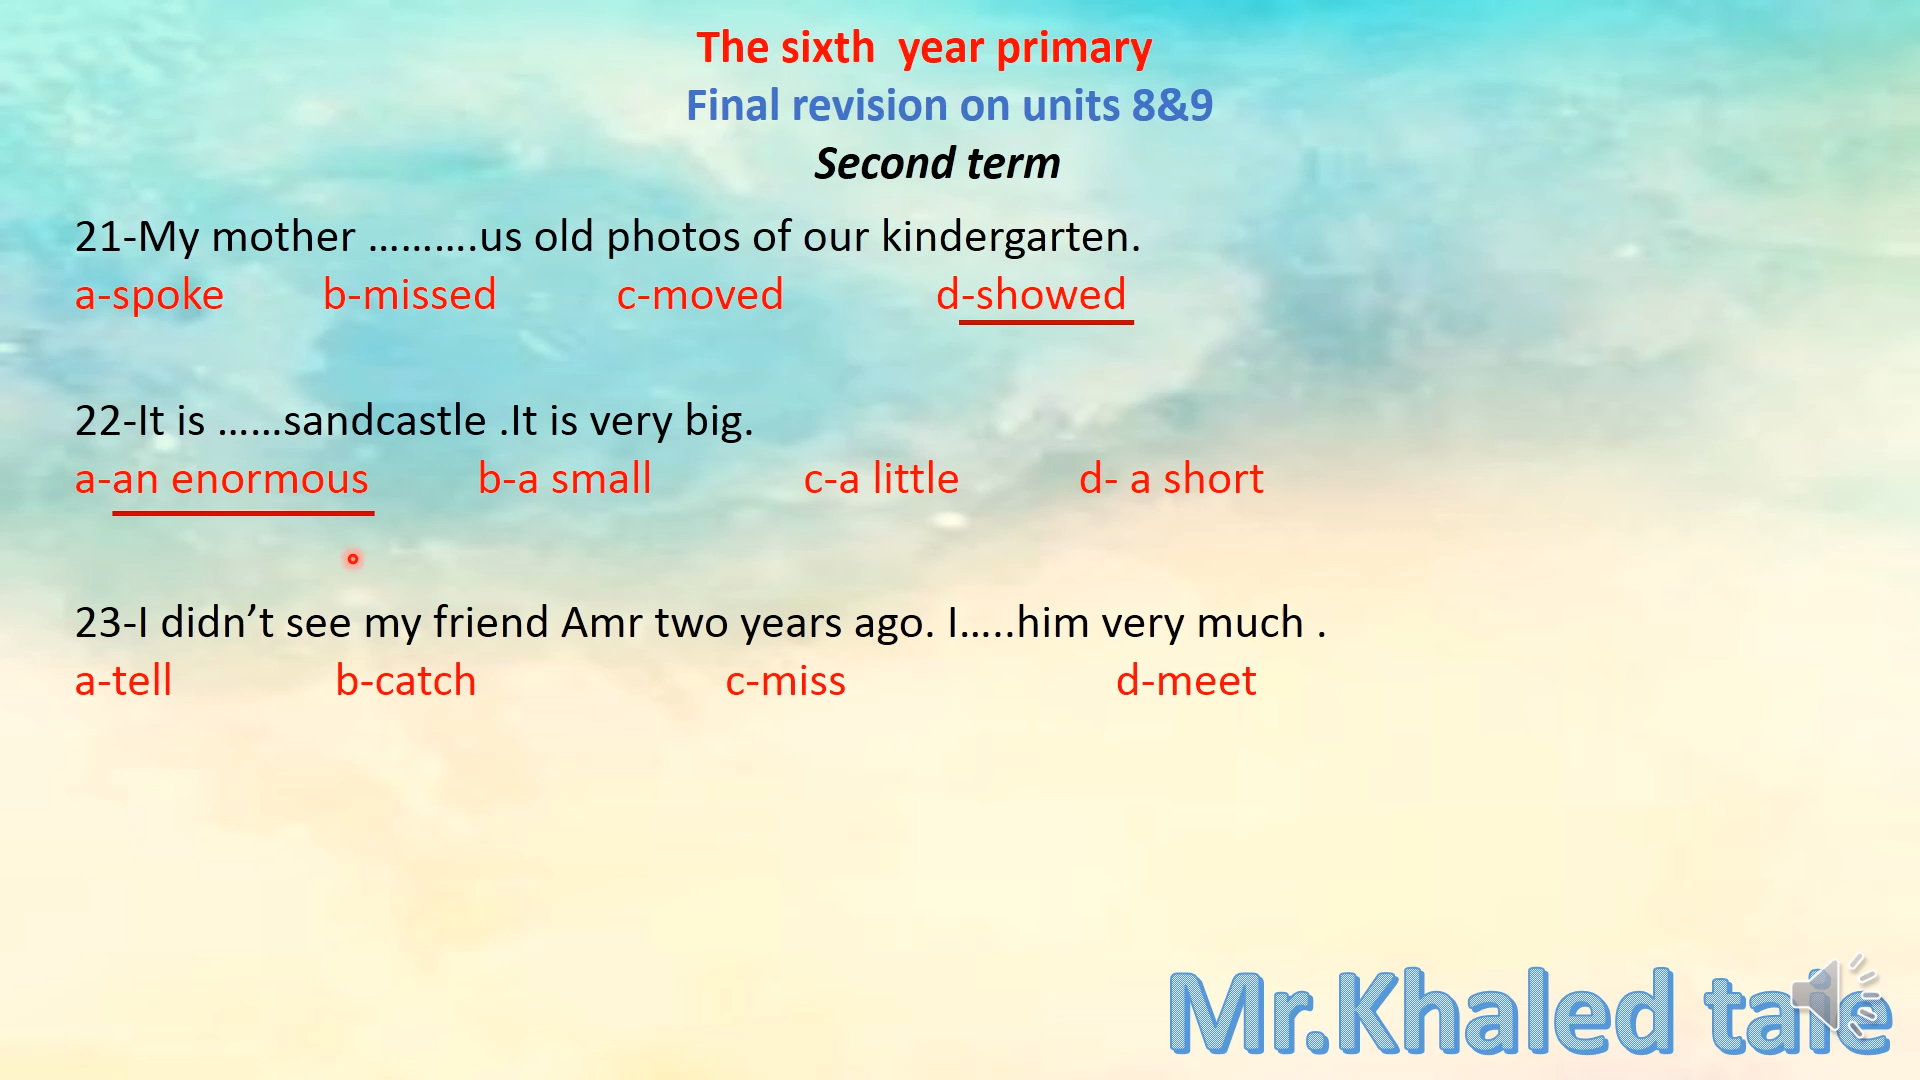 The sixth  year primary
Final revision on units 8&9
Second term
21-My mother ……….us old photos of our kindergarten.
a-spoke b-missed c-moved d-showed
22-It is ……sandcastle .It is very big.
a-an enormous b-a small c-a little d- a short
23-I didn’t see my friend Amr two years ago. I…..him very much .
a-tell b-catch c-miss d-meet
Mr.Khaled